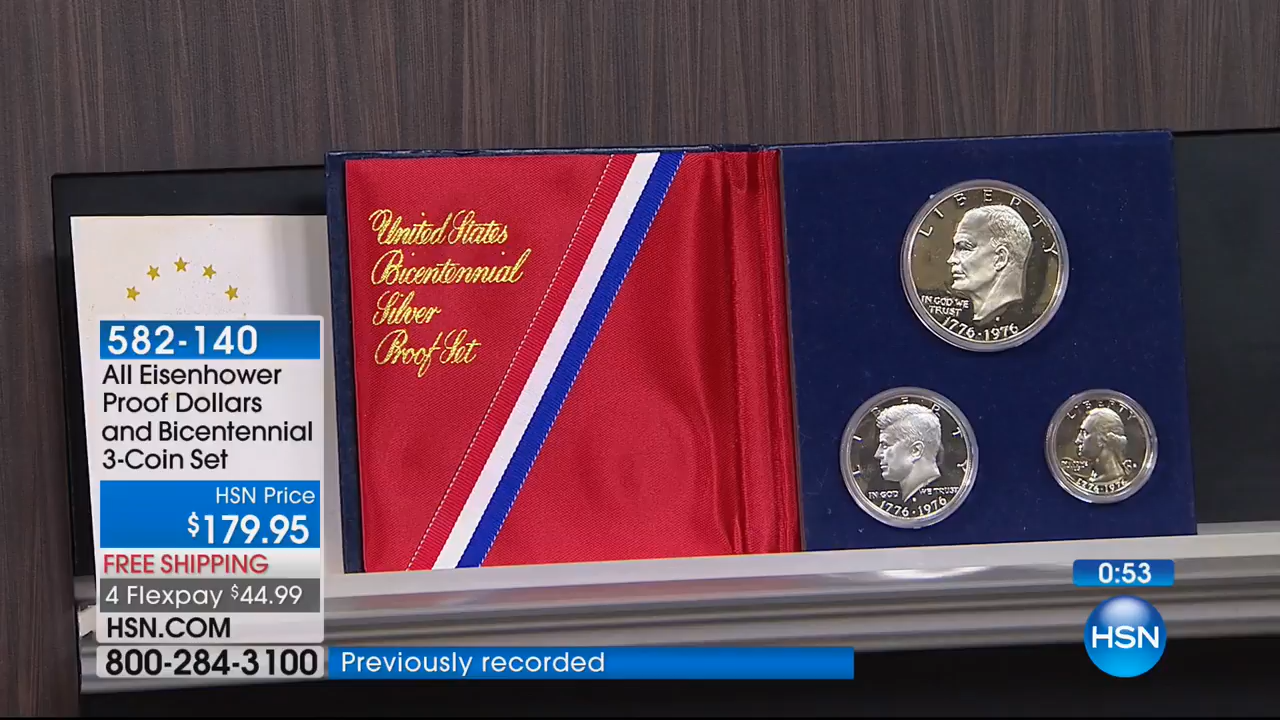 United States
Bicentennial
Silver
Proof Set
LIBERTY
IN GOD WE
TRUST
1776·1976
LIBERTY
IN GOD WE TRUST
1776·1976
LIBERTY
1776·1976
582-140
All Eisenhower
Proof Dollars
and Bicentennial
3-Coin Set
HSN Price
$179.95
FREE SHIPPING
4 Flexpay $44.99
HSN.COM
800-284-3100
Previously recorded
0:53
HSN